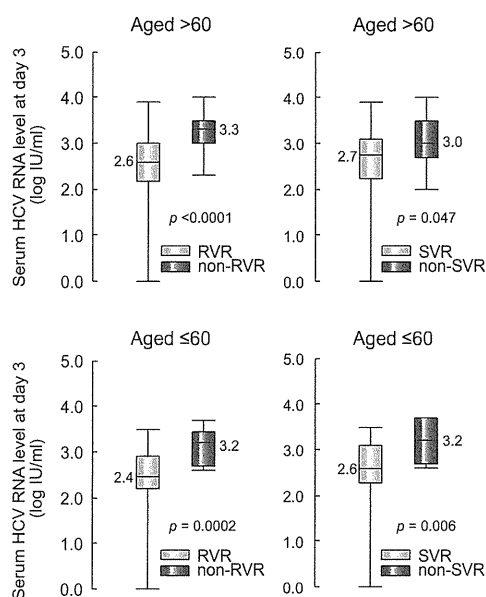 Aged >60
Serum HCV RNA level at day 3
(log IU/ml)
5.0
4.0
3.0
2.0
1.0
0.0
2.6
3.3
p <0.0001
RVR
non-RVR
Aged >60
5.0
4.0
3.0
2.0
1.0
0.0
2.7
3.0
p = 0.047
SVR
non-SVR
Aged ≤60
Serum HCV RNA level at day 3
(log IU/ml)
5.0
4.0
3.0
2.0
1.0
0.0
2.4
3.2
p = 0.0002
RVR
non-RVR
Aged ≤60
5.0
4.0
3.0
2.0
1.0
0.0
2.6
3.2
p = 0.006
SVR
non-SVR